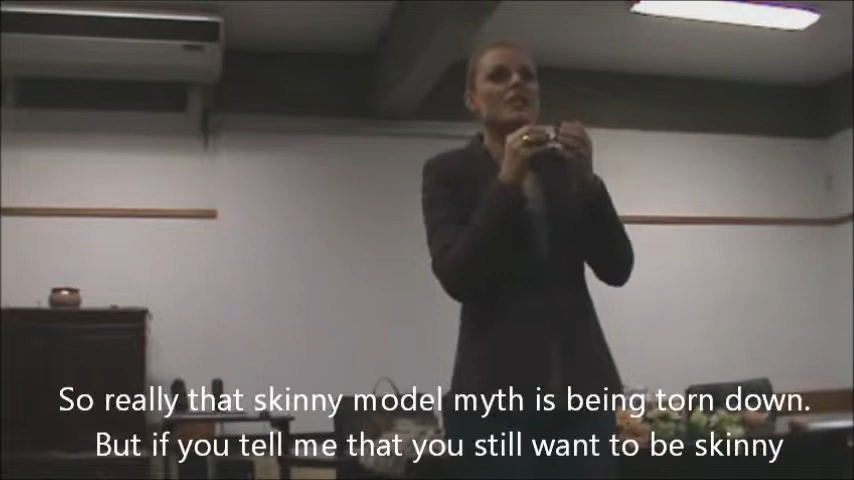 So really that skinny model myth is being torn down.
But if you tell me that you still want to be skinny